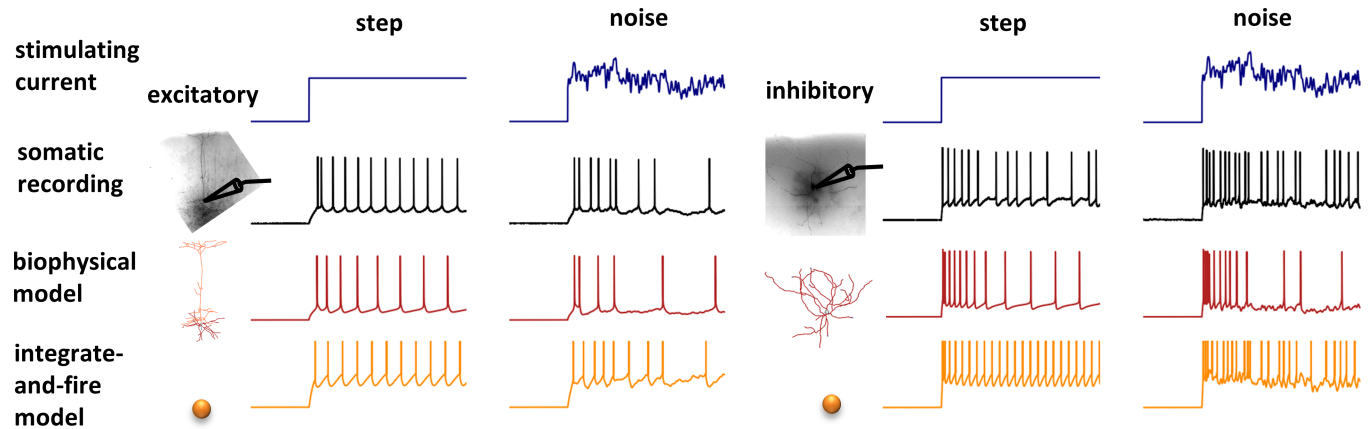 step
noise
step
noise
stimulating
current
excitatory
inhibitory
somatic
recording
biophysical
model
integrate-
and-fire
model